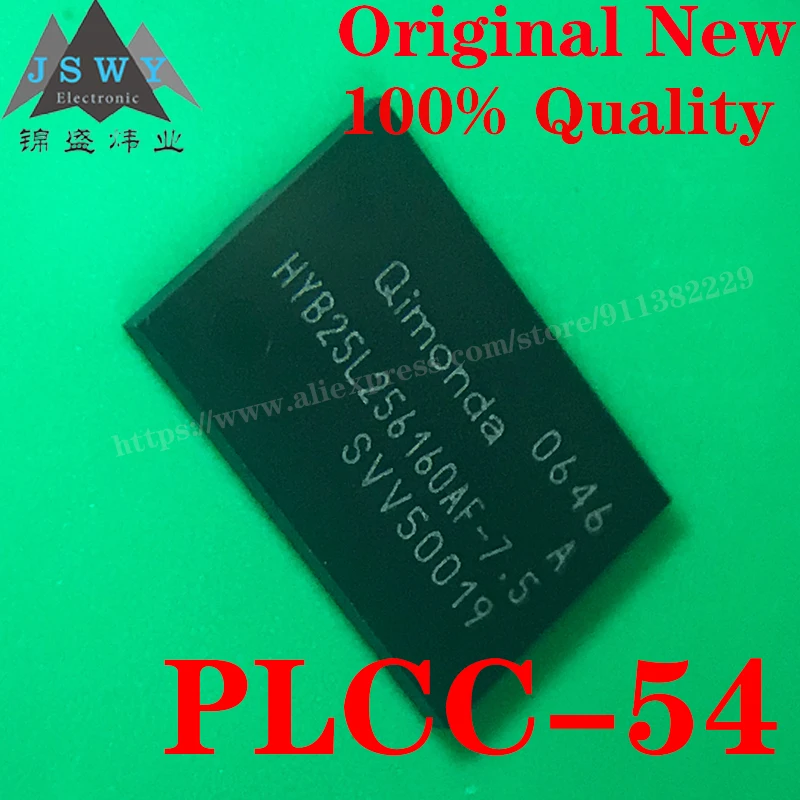 JSWY
Electronic
锦盛炜业
Original New
100% Quality
Qimonda 0646 A
HYB25L256160AF-7.5
SVV50019
https://www.aliexpress.com/store/911382229
PLCC-54